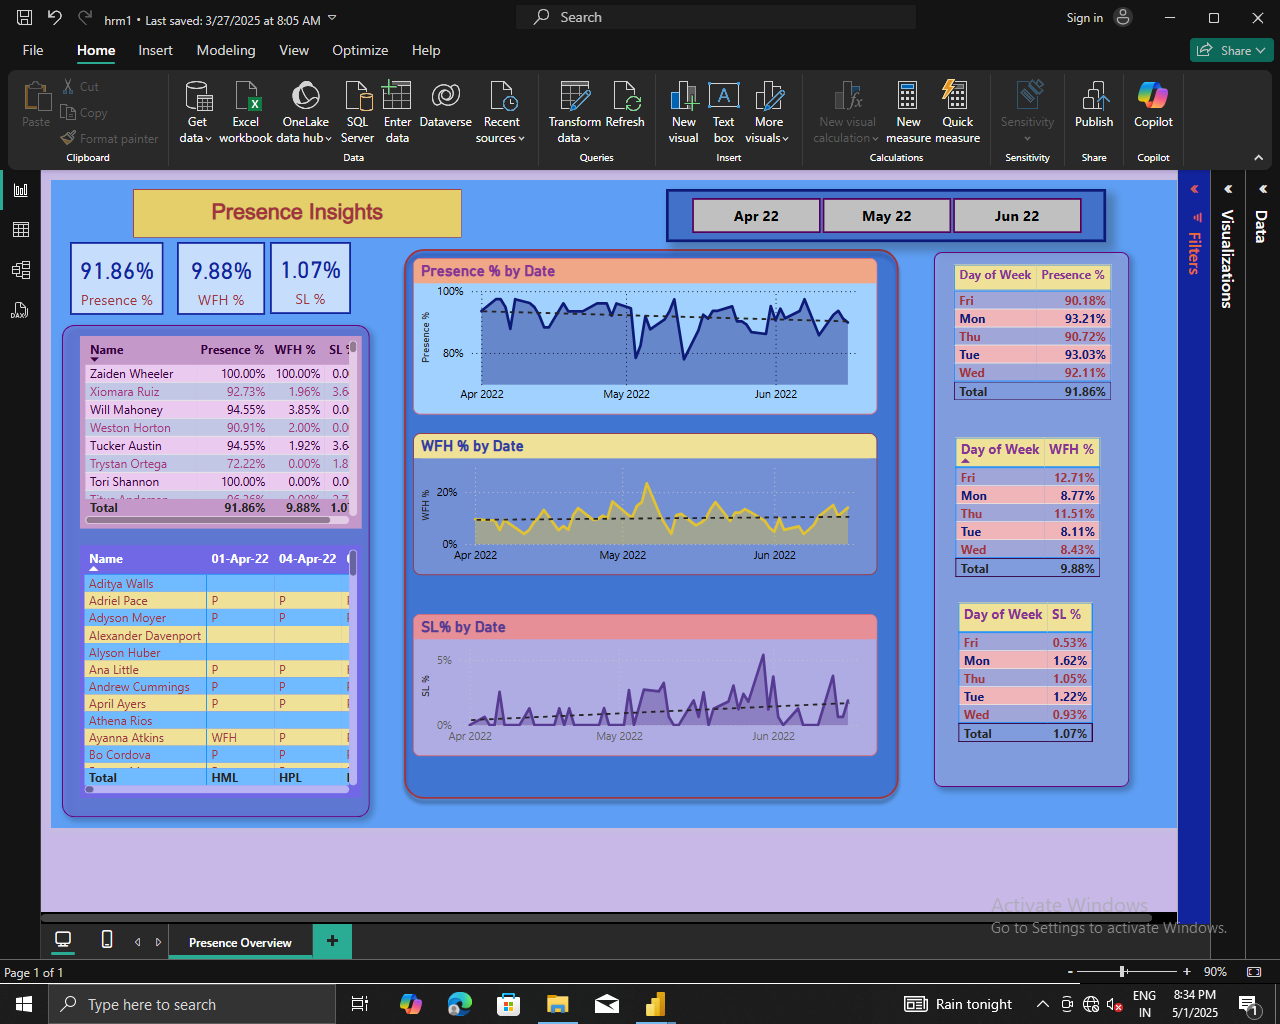 hrm1 • Last saved: 3/27/2025 at 8:05 AM
Search
Sign in
File Home Insert Modeling View Optimize Help
Share
Paste
Cut
Copy
Format painter
Clipboard
Get data
Excel workbook
OneLake data hub
SQL Server
Enter data
Dataverse
Recent sources
Data
Transform data
Refresh
Queries
New visual
Text box
More visuals
Insert
New visual calculation
New measure
Quick measure
Calculations
Sensitivity
Sensitivity
Publish
Share
Copilot
Copilot
Presence Insights
Apr 22
May 22
Jun 22
91.86%
Presence %
9.88%
WFH %
1.07%
SL %
Name Presence % WFH % SL %
Zaiden Wheeler 100.00% 100.00% 0.0
Xiomara Ruiz 92.73% 1.96% 3.6
Will Mahoney 94.55% 3.85% 0.0
Weston Horton 90.91% 2.00% 0.0
Tucker Austin 94.55% 1.92% 3.6
Trystan Ortega 72.22% 0.00% 1.8
Tori Shannon 100.00% 0.00% 0.0
Total 91.86% 9.88% 1.0
Name 01-Apr-22 04-Apr-22
Aditya Walls
Adriel Pace P P
Adyson Moyer P P
Alexander Davenport
Alyson Huber
Ana Little P P
Andrew Cummings P P
April Ayers P P
Athena Rios
Ayanna Atkins WFH P
Bo Cordova P P
Total HML HPL
Presence % by Date
Presence %
100%
80%
Apr 2022 May 2022 Jun 2022
WFH % by Date
WFH %
20%
0%
Apr 2022 May 2022 Jun 2022
SL% by Date
SL %
5%
0%
Apr 2022 May 2022 Jun 2022
Day of Week Presence %
Fri 90.18%
Mon 93.21%
Thu 90.72%
Tue 93.03%
Wed 92.11%
Total 91.86%
Day of Week WFH %
Fri 12.71%
Mon 8.77%
Thu 11.51%
Tue 8.11%
Wed 8.43%
Total 9.88%
Day of Week SL %
Fri 0.53%
Mon 1.62%
Thu 1.05%
Tue 1.22%
Wed 0.93%
Total 1.07%
Filters
Visualizations
Data
Activate Windows
Go to Settings to activate Windows.
Presence Overview
Page 1 of 1
- + 90%
Type here to search
Rain tonight
ENG
IN
8:34 PM
5/1/2025
1